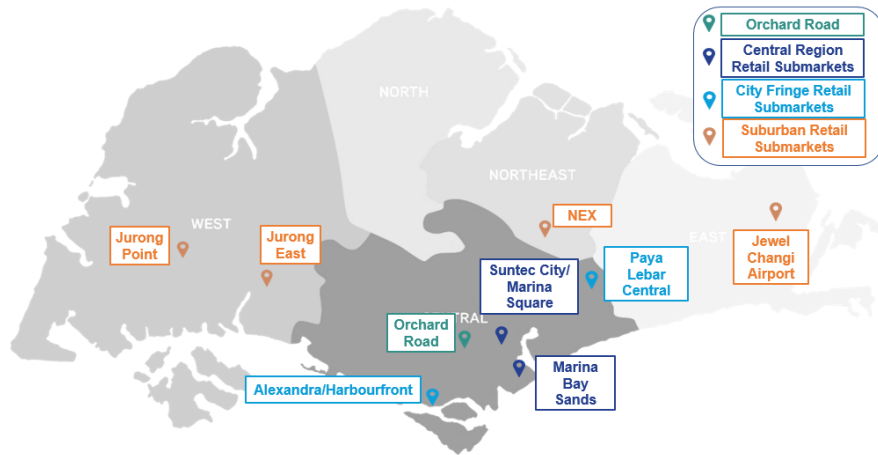 Orchard Road
Central Region
Retail Submarkets
City Fringe Retail
Submarkets
Suburban Retail
Submarkets
NORTH
NORTHEAST
WEST
EAST
CENTRAL
Jurong
Point
Jurong
East
NEX
Jewel
Changi
Airport
Paya
Lebar
Central
Suntec City/
Marina
Square
Orchard
Road
Marina
Bay
Sands
Alexandra/Harbourfront